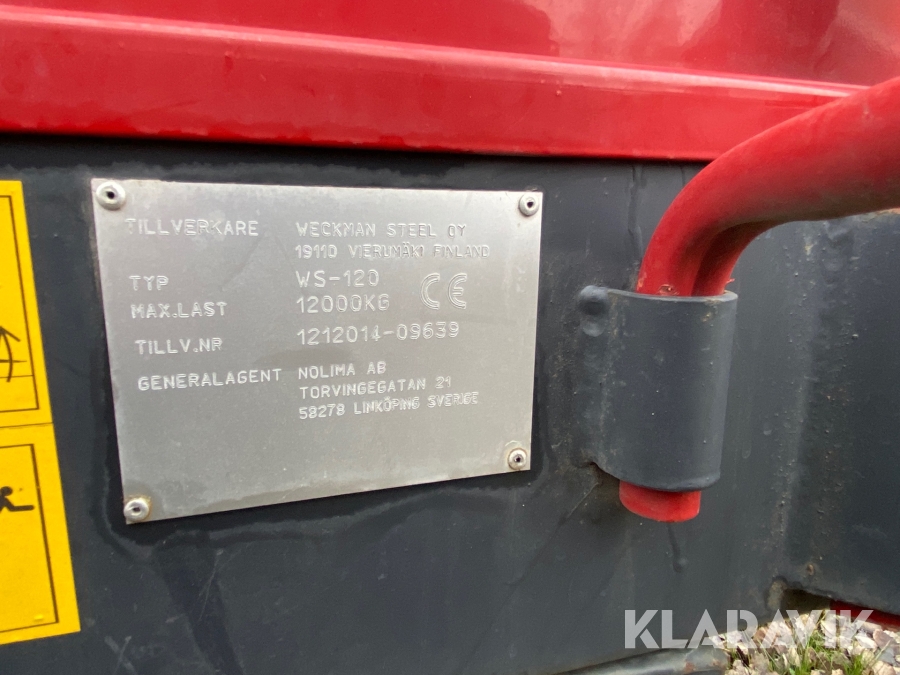 TILLVERKARE WECKMAN STEEL OY
19110 VIERUMÄKI FINLAND
TYP WS-120
MAX.LAST 12000KG CE
TILLV.NR 1212014-09639
GENERALAGENT NOLIMA AB
TORVINGEGATAN 21
58278 LINKÖPING SVERIGE
KLARAVIK